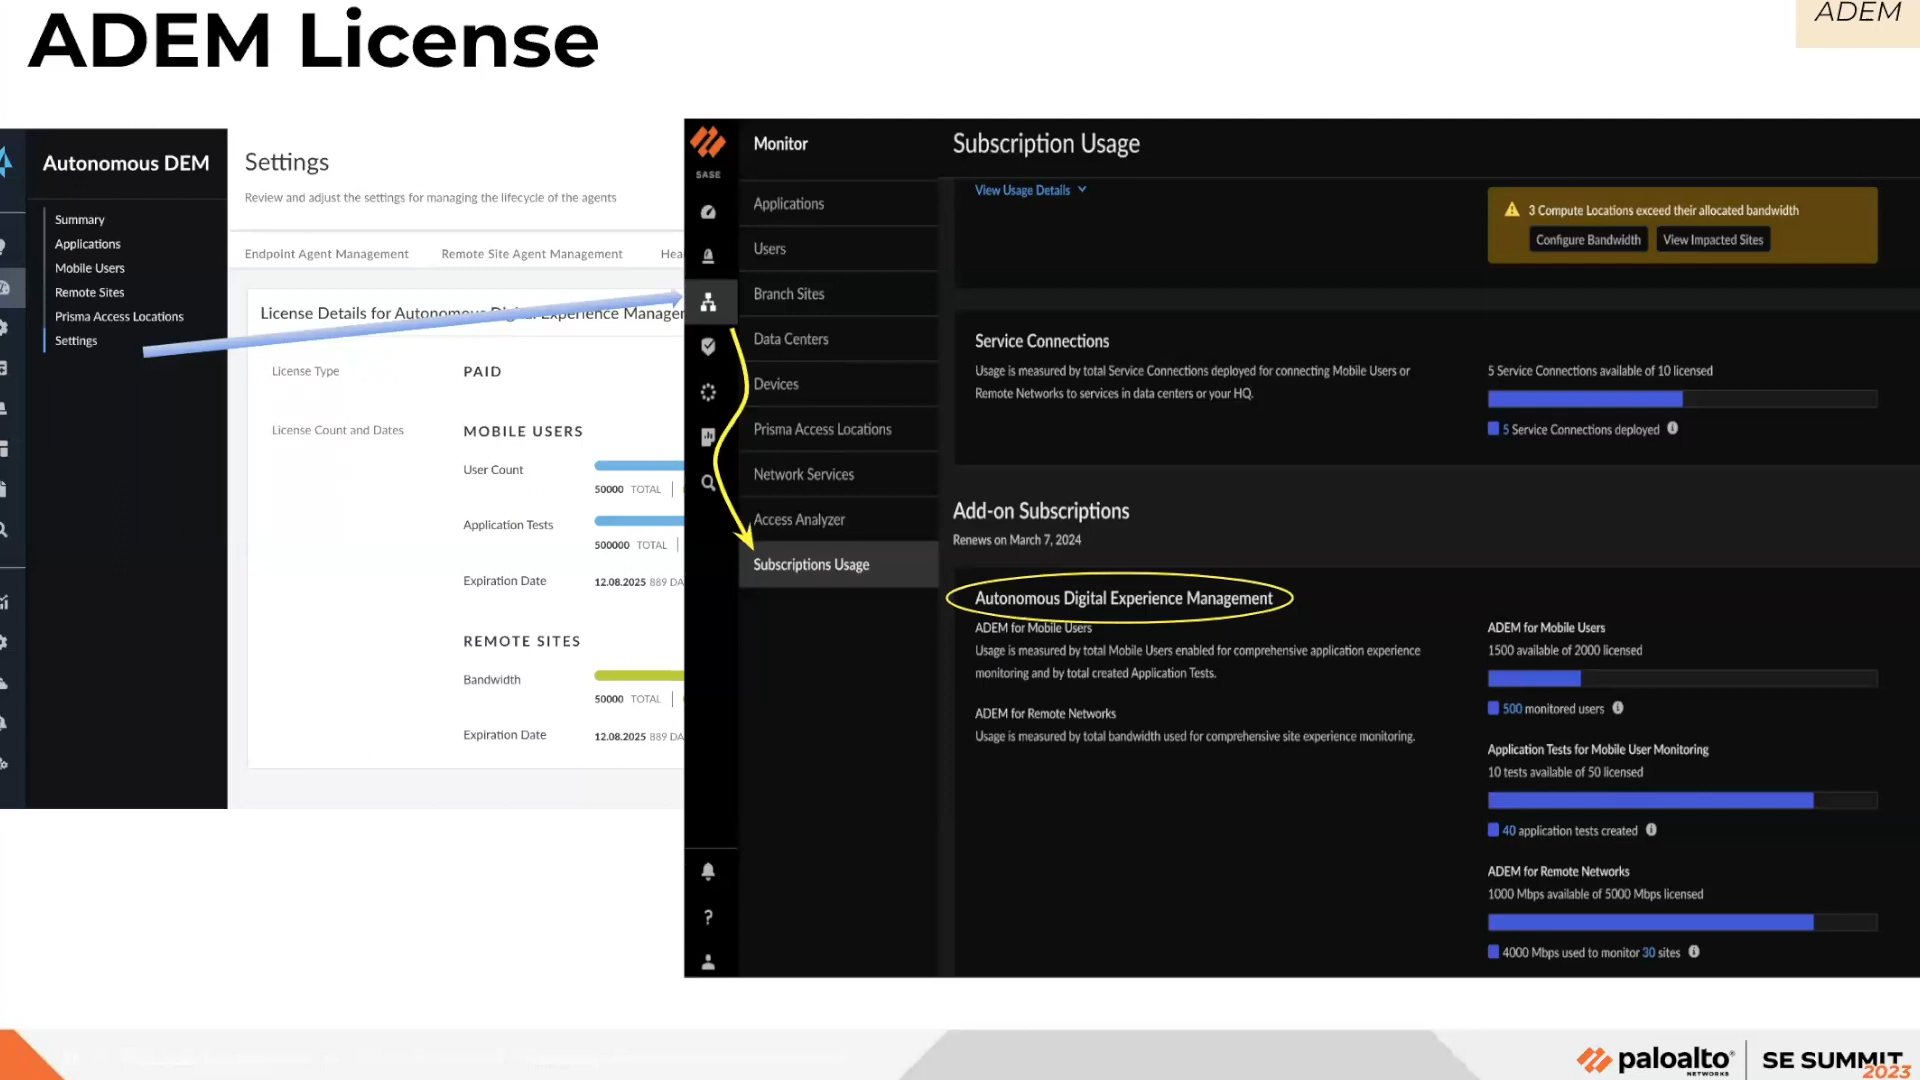 ADEM License
ADEM
Autonomous DEM
Summary
Applications
Mobile Users
Remote Sites
Prisma Access Locations
Settings
Settings
Review and adjust the settings for managing the lifecycle of the agents
Endpoint Agent Management
Remote Site Agent Management
Hea
License Details for Autonomous Digital Experience Manager
License Type
PAID
License Count and Dates
MOBILE USERS
User Count
50000 TOTAL
Application Tests
500000 TOTAL
Expiration Date
12.08.2025 889 DA
REMOTE SITES
Bandwidth
50000 TOTAL
Expiration Date
12.08.2025 889 DA
SASE
Monitor
Applications
Users
Branch Sites
Data Centers
Devices
Prisma Access Locations
Network Services
Access Analyzer
Subscriptions Usage
Subscription Usage
View Usage Details
3 Compute Locations exceed their allocated bandwidth
Configure Bandwidth
View Impacted Sites
Service Connections
Usage is measured by total Service Connections deployed for connecting Mobile Users or
Remote Networks to services in data centers or your HQ.
5 Service Connections available of 10 licensed
5 Service Connections deployed
Add-on Subscriptions
Renews on March 7, 2024
Autonomous Digital Experience Management
ADEM for Mobile Users
Usage is measured by total Mobile Users enabled for comprehensive application experience
monitoring and by total created Application Tests.
ADEM for Remote Networks
Usage is measured by total bandwidth used for comprehensive site experience monitoring.
ADEM for Mobile Users
1500 available of 2000 licensed
500 monitored users
Application Tests for Mobile User Monitoring
10 tests available of 50 licensed
40 application tests created
ADEM for Remote Networks
1000 Mbps available of 5000 Mbps licensed
4000 Mbps used to monitor 30 sites
paloalto
NETWORKS
SE SUMMIT
2023